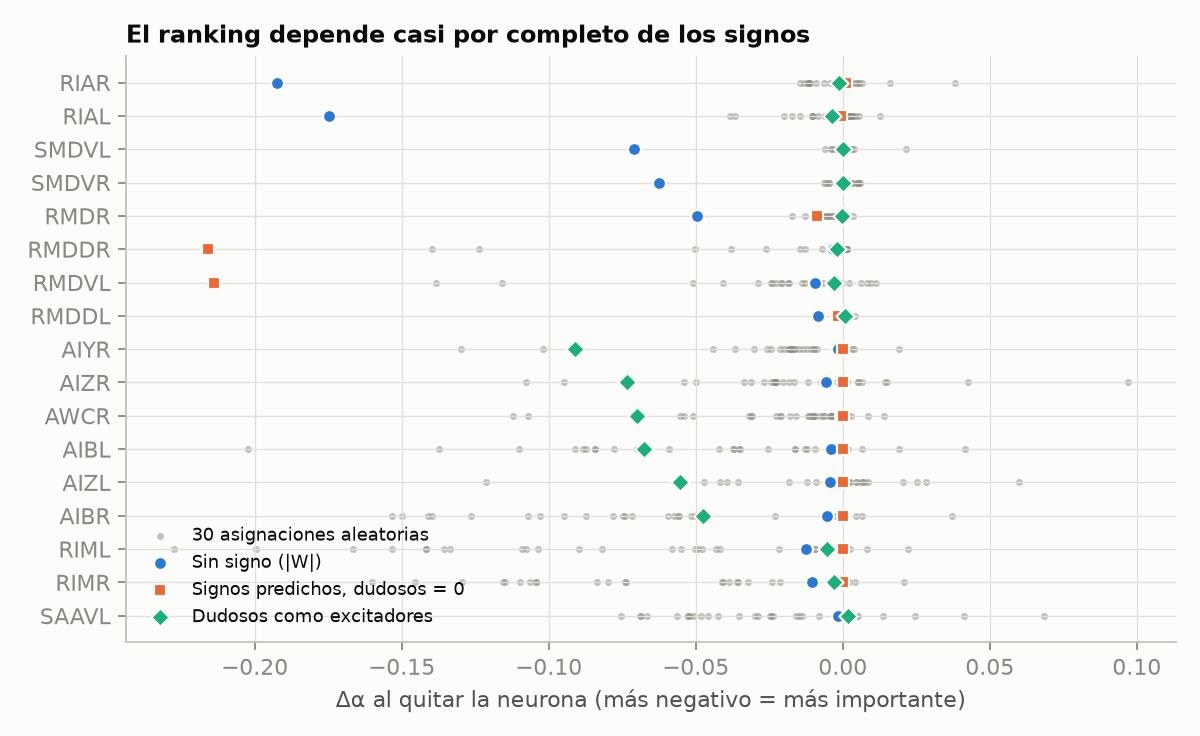 El ranking depende casi por completo de los signos
RIAR
RIAL
SMDVL
SMDVR
RMDR
RMDDR
RMDVL
RMDDL
AIYR
AIZR
AWCR
AIBL
AIZL
AIBR
RIML
RIMR
SAAVL
30 asignaciones aleatorias
Sin signo (|W|)
Signos predichos, dudosos = 0
Dudosos como excitadores
−0.20 −0.15 −0.10 −0.05 0.00 0.05 0.10
Δα al quitar la neurona (más negativo = más importante)